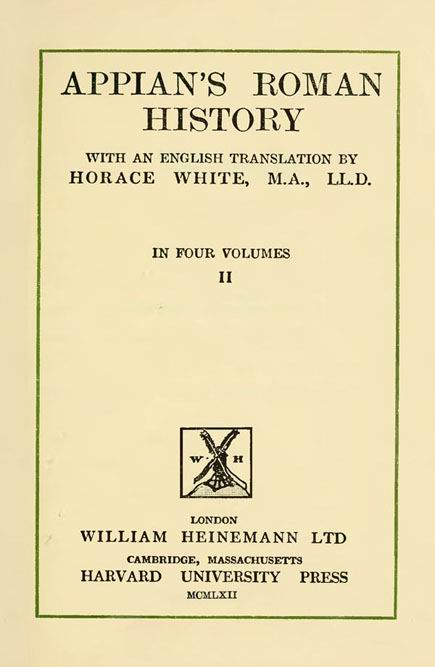 APPIAN'S ROMAN
HISTORY
WITH AN ENGLISH TRANSLATION BY
HORACE WHITE, M.A., LL.D.
IN FOUR VOLUMES
II
W · H
LONDON
WILLIAM HEINEMANN LTD
CAMBRIDGE, MASSACHUSETTS
HARVARD UNIVERSITY PRESS
MCMLXII